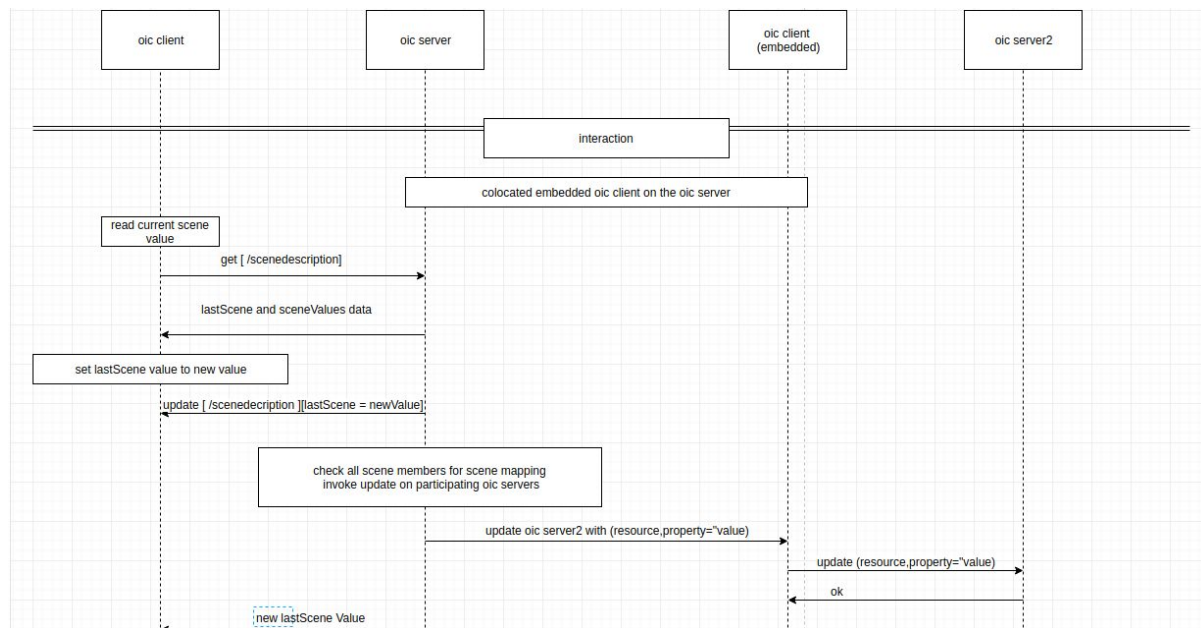 oic client
oic server
oic client
(embedded)
oic server2
interaction
colocated embedded oic client on the oic server
read current scene
value
get [ /scenedescription]
lastScene and sceneValues data
set lastScene value to new value
update [ /scenedecription ][lastScene = newValue]
check all scene members for scene mapping
invoke update on participating oic servers
update oic server2 with (resource,property="value)
update (resource,property="value)
ok
new lastScene Value